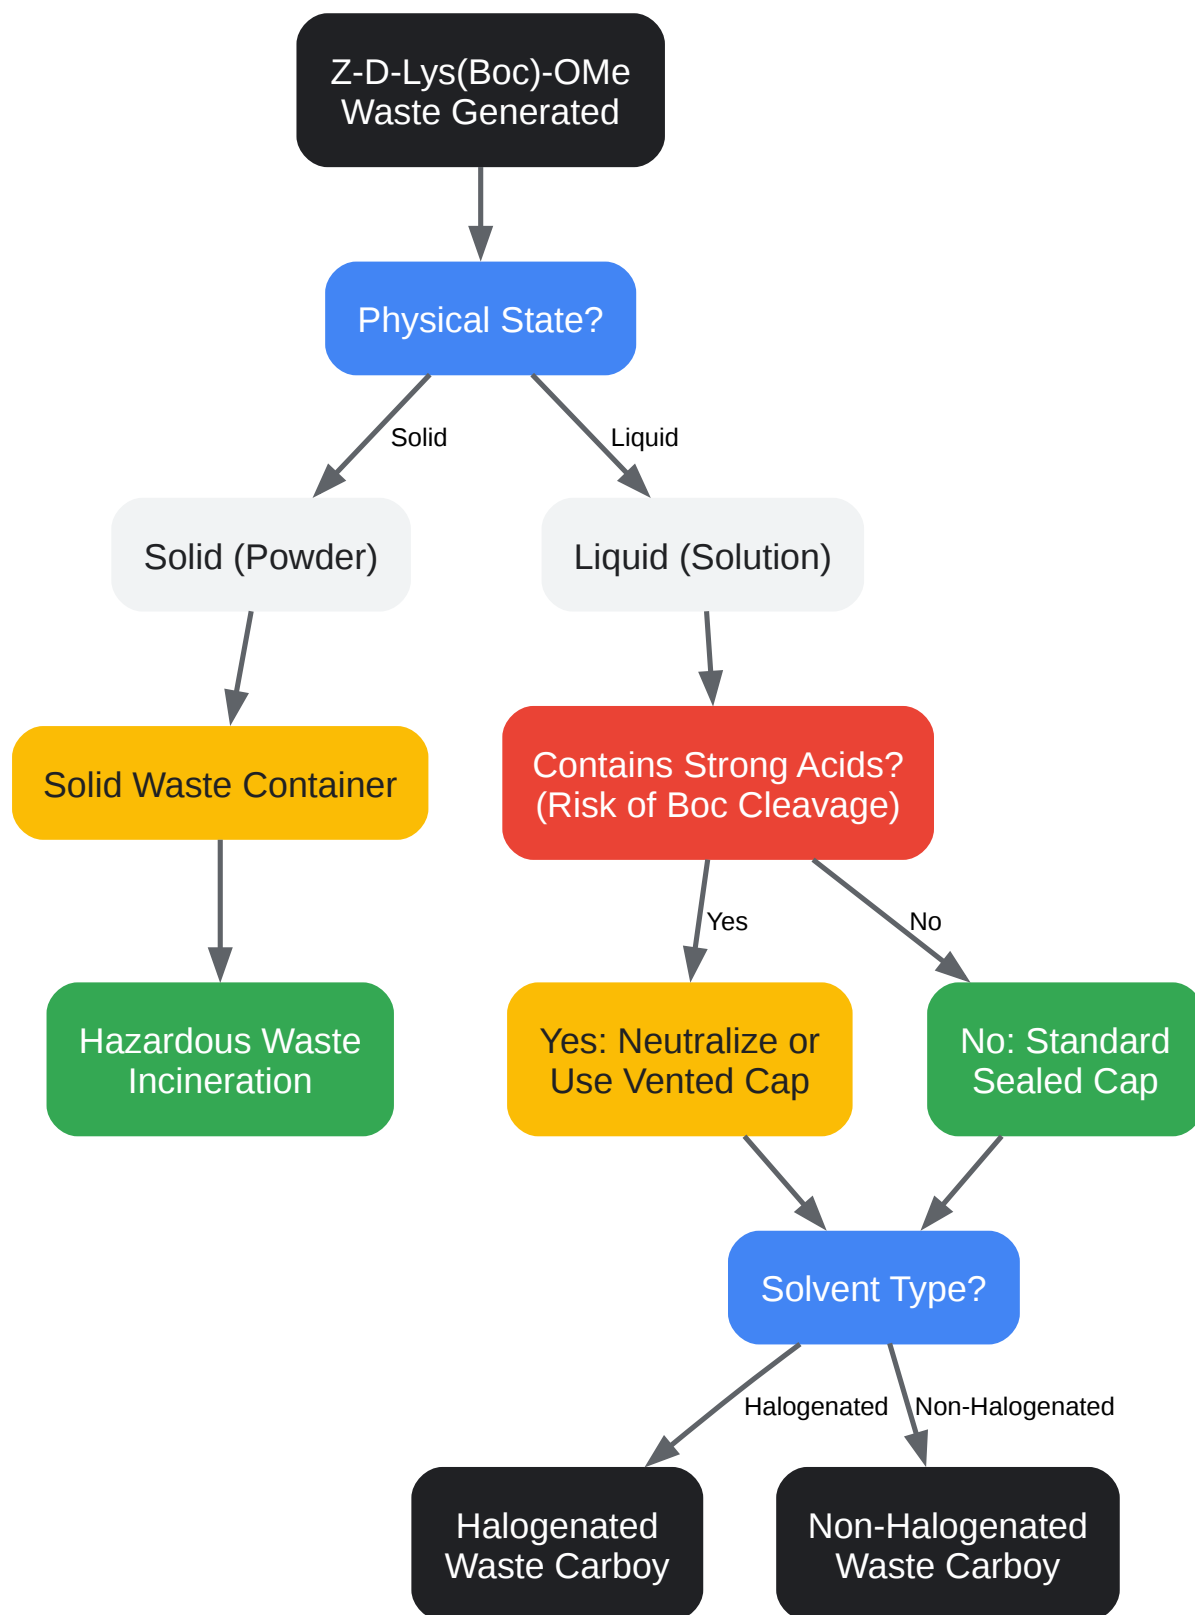 Z-D-Lys(Boc)-OMe
Waste Generated
Physical State?
Solid
Liquid
Solid (Powder)
Liquid (Solution)
Solid Waste Container
Contains Strong Acids?
(Risk of Boc Cleavage)
Yes
No
Hazardous Waste
Incineration
Yes: Neutralize or
Use Vented Cap
No: Standard
Sealed Cap
Solvent Type?
Halogenated
Non-Halogenated
Halogenated
Waste Carboy
Non-Halogenated
Waste Carboy